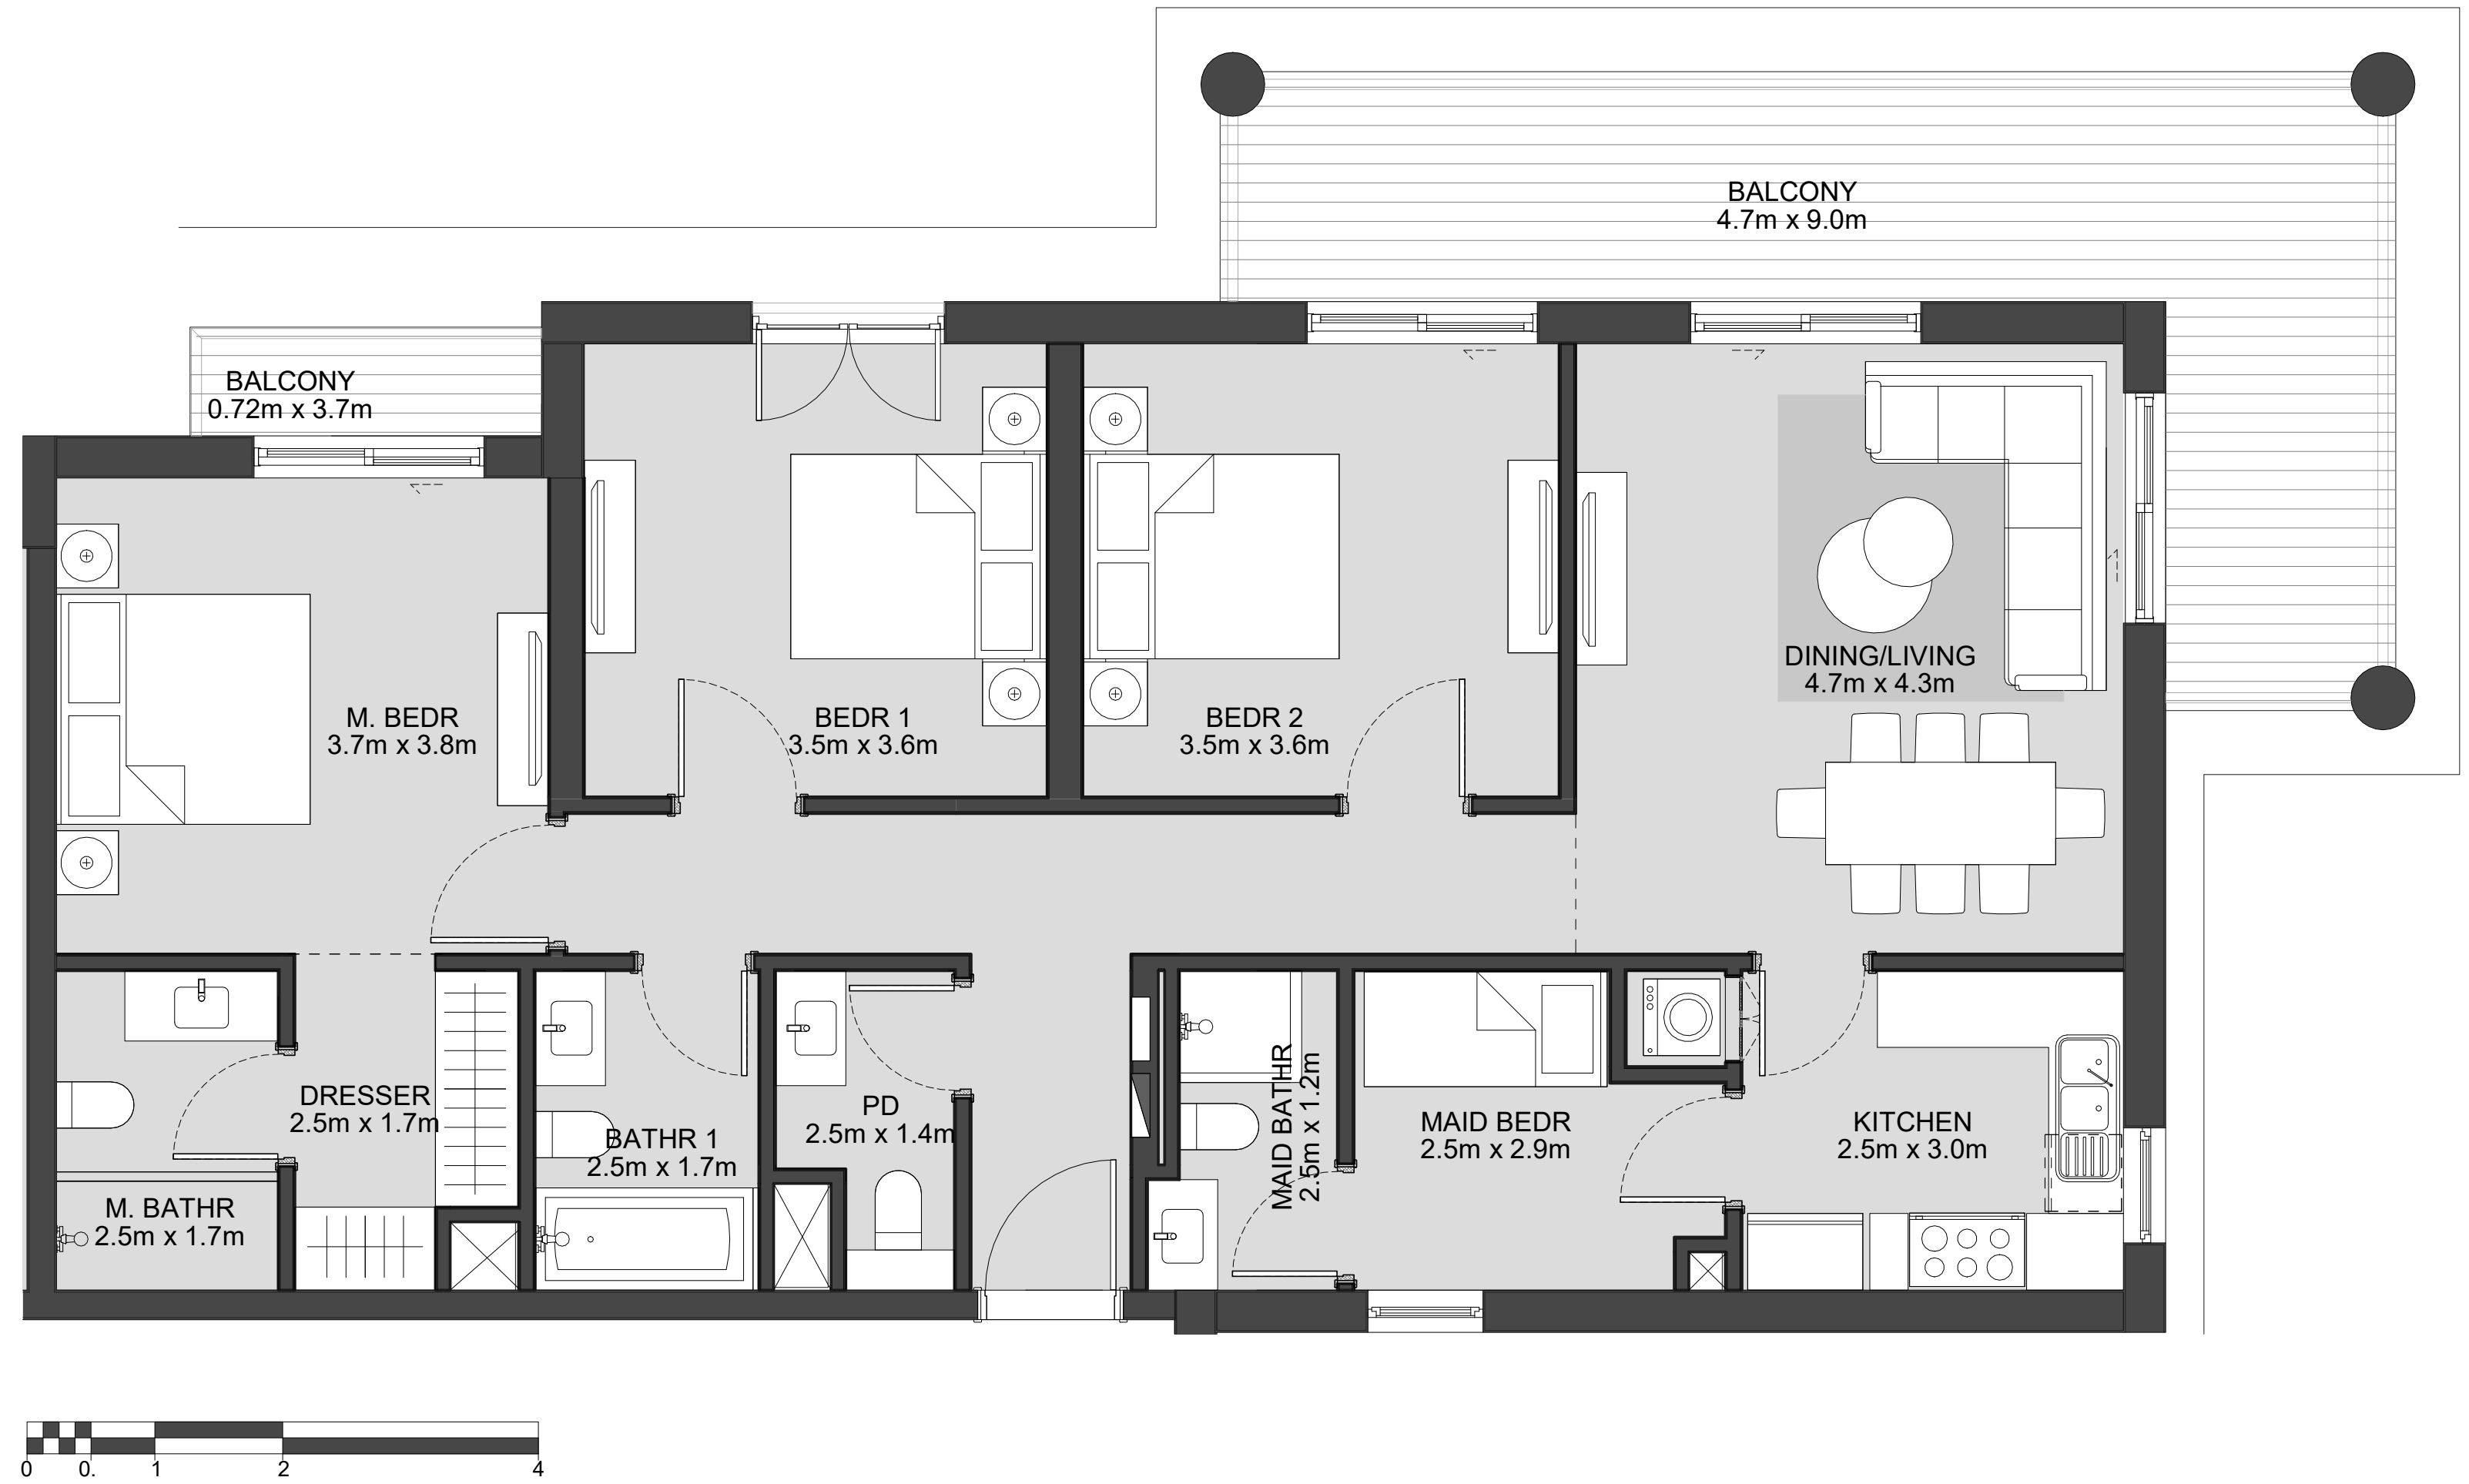 BALCONY
4.7m x 9.0m
BALCONY
0.72m x 3.7m
DINING/LIVING
4.7m x 4.3m
M. BEDR
3.7m x 3.8m
BEDR 1
3.5m x 3.6m
BEDR 2
3.5m x 3.6m
DRESSER
2.5m x 1.7m
PD
2.5m x 1.4m
BATHR 1
2.5m x 1.7m
MAID BATHR
2.5m x 1.2m
MAID BEDR
2.5m x 2.9m
KITCHEN
2.5m x 3.0m
M. BATHR
2.5m x 1.7m
0 0. 1 2 4